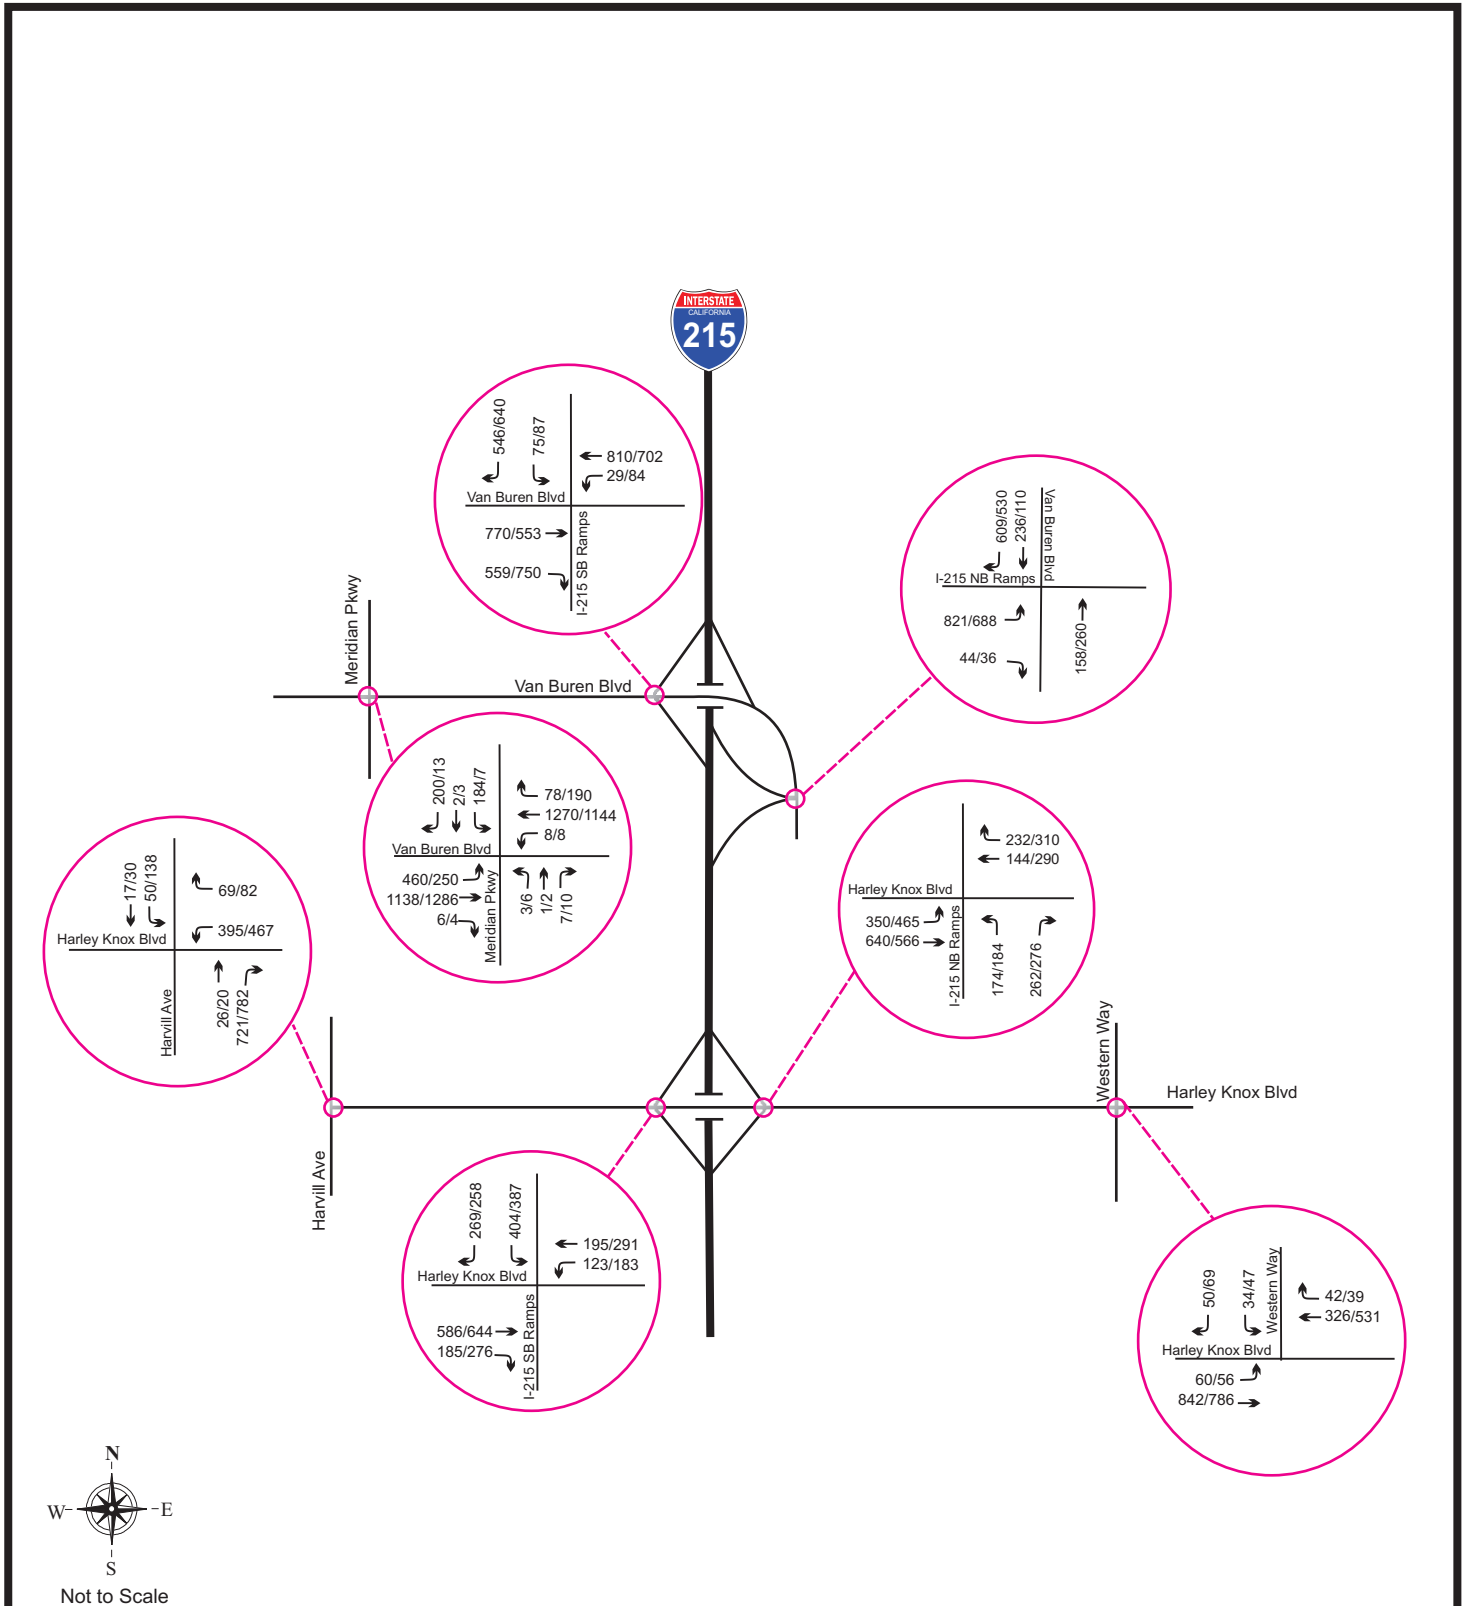 INTERSTATE
CALIFORNIA
215
546/640
75/87
810/702
29/84
Van Buren Blvd
770/553
559/750
I-215 SB Ramps
609/530
236/110
Van Buren Blvd
I-215 NB Ramps
821/688
44/36
158/260
Meridian Pkwy
Van Buren Blvd
200/13
2/3
184/7
78/190
1270/1144
8/8
Van Buren Blvd
460/250
1138/1286
6/4
Meridian Pkwy
3/6
1/2
7/10
232/310
144/290
Harley Knox Blvd
350/465
640/566
I-215 NB Ramps
174/184
262/276
17/30
50/138
69/82
395/467
Harley Knox Blvd
Harvill Ave
26/20
721/782
Western Way
Harley Knox Blvd
Harvill Ave
269/258
404/387
195/291
123/183
Harley Knox Blvd
586/644
185/276
I-215 SB Ramps
50/69
34/47
Western Way
42/39
326/531
Harley Knox Blvd
60/56
842/786
N
W
E
S
Not to Scale